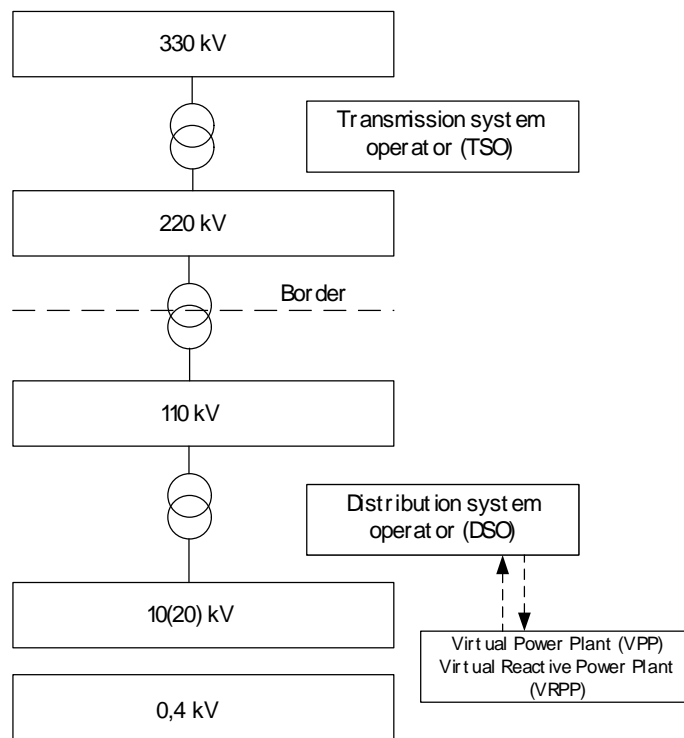 330 kV
Transmission system
operator (TSO)
220 kV
Border
110 kV
Distribution system
operator (DSO)
10(20) kV
Virtual Power Plant (VPP)
Virtual Reactive Power Plant
(VRPP)
0,4 kV